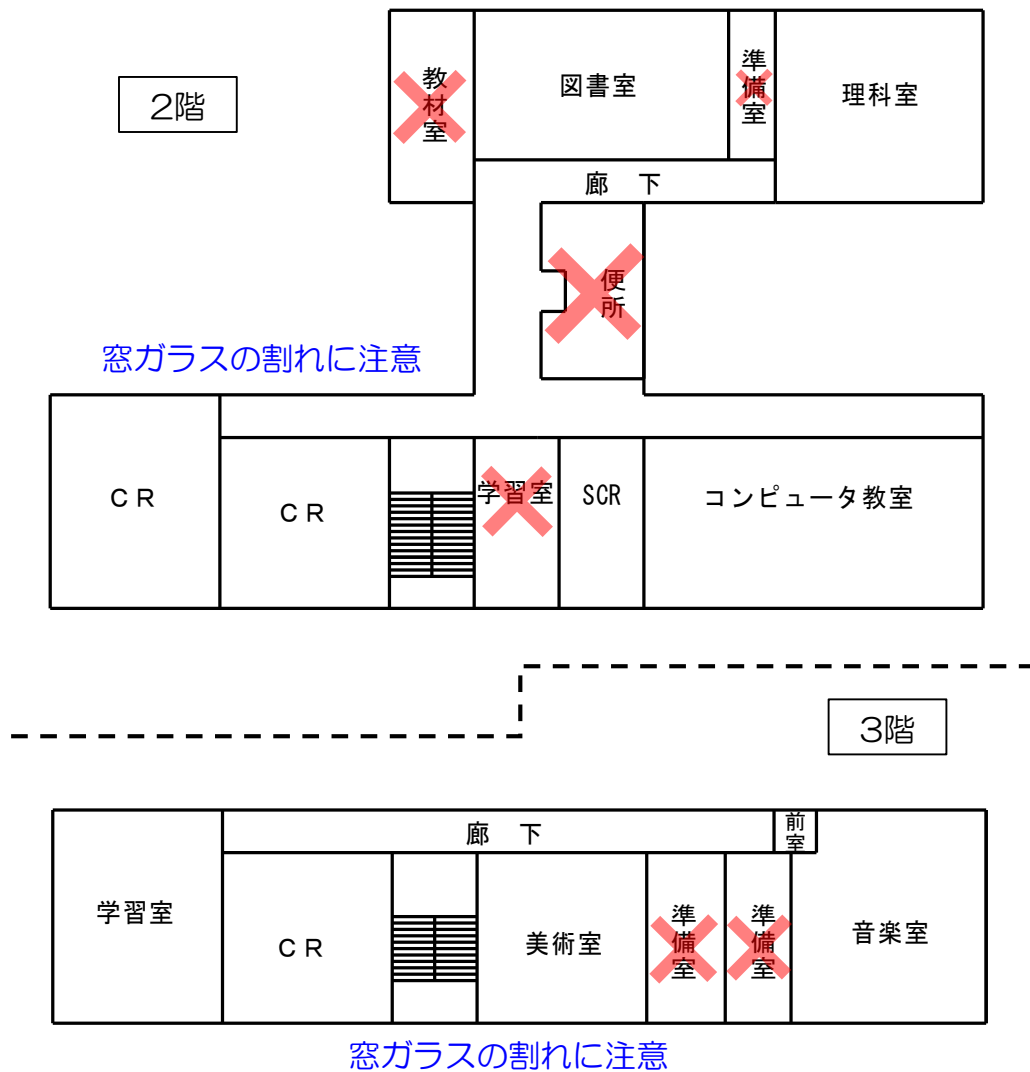 2階
教材室
図書室
準備室
理科室
廊　下
便所
窓ガラスの割れに注意
ＣＲ
ＣＲ
学習室
SCR
コンピュータ教室
3階
廊　下
前室
学習室
ＣＲ
美術室
準備室
準備室
音楽室
窓ガラスの割れに注意